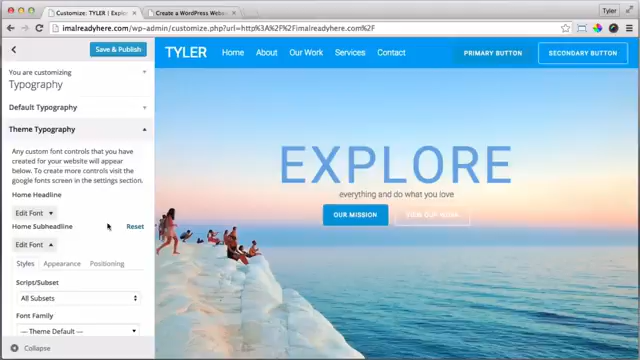 Customize: TYLER | Explor
Create a WordPress Websit
Tyler
imalreadyhere.com/wp-admin/customize.php?url=http%3A%2F%2Fimalreadyhere.com%2F
Save & Publish
You are customizing
Typography
Default Typography
Theme Typography
Any custom font controls that you have
created for your website will appear
below. To create more controls visit the
google fonts screen in the settings section.
Home Headline
Edit Font
Home Subheadline
Reset
Edit Font
Styles
Appearance
Positioning
Script/Subset
All Subsets
Font Family
--- Theme Default ---
Collapse
TYLER
Home
About
Our Work
Services
Contact
PRIMARY BUTTON
SECONDARY BUTTON
EXPLORE
everything and do what you love
OUR MISSION
VIEW OUR WORK